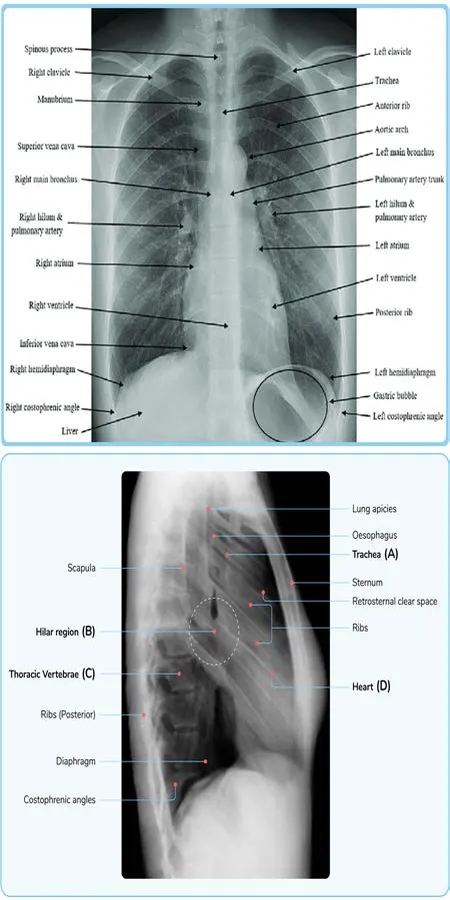 Spinous process
Right clavicle
Manubrium
Superior vena cava
Right main bronchus
Right hilum &
pulmonary artery
Right atrium
Right ventricle
Inferior vena cava
Right hemidiaphragm
Right costophrenic angle
Liver
Left clavicle
Trachea
Anterior rib
Aortic arch
Left main bronchus
Pulmonary artery trunk
Left hilum &
pulmonary artery
Left atrium
Left ventricle
Posterior rib
Left hemidiaphragm
Gastric bubble
Left costophrenic angle
Scapula
Hilar region (B)
Thoracic Vertebrae (C)
Ribs (Posterior)
Diaphragm
Costophrenic angles
Lung apicies
Oesophagus
Trachea (A)
Sternum
Retrosternal clear space
Ribs
Heart (D)